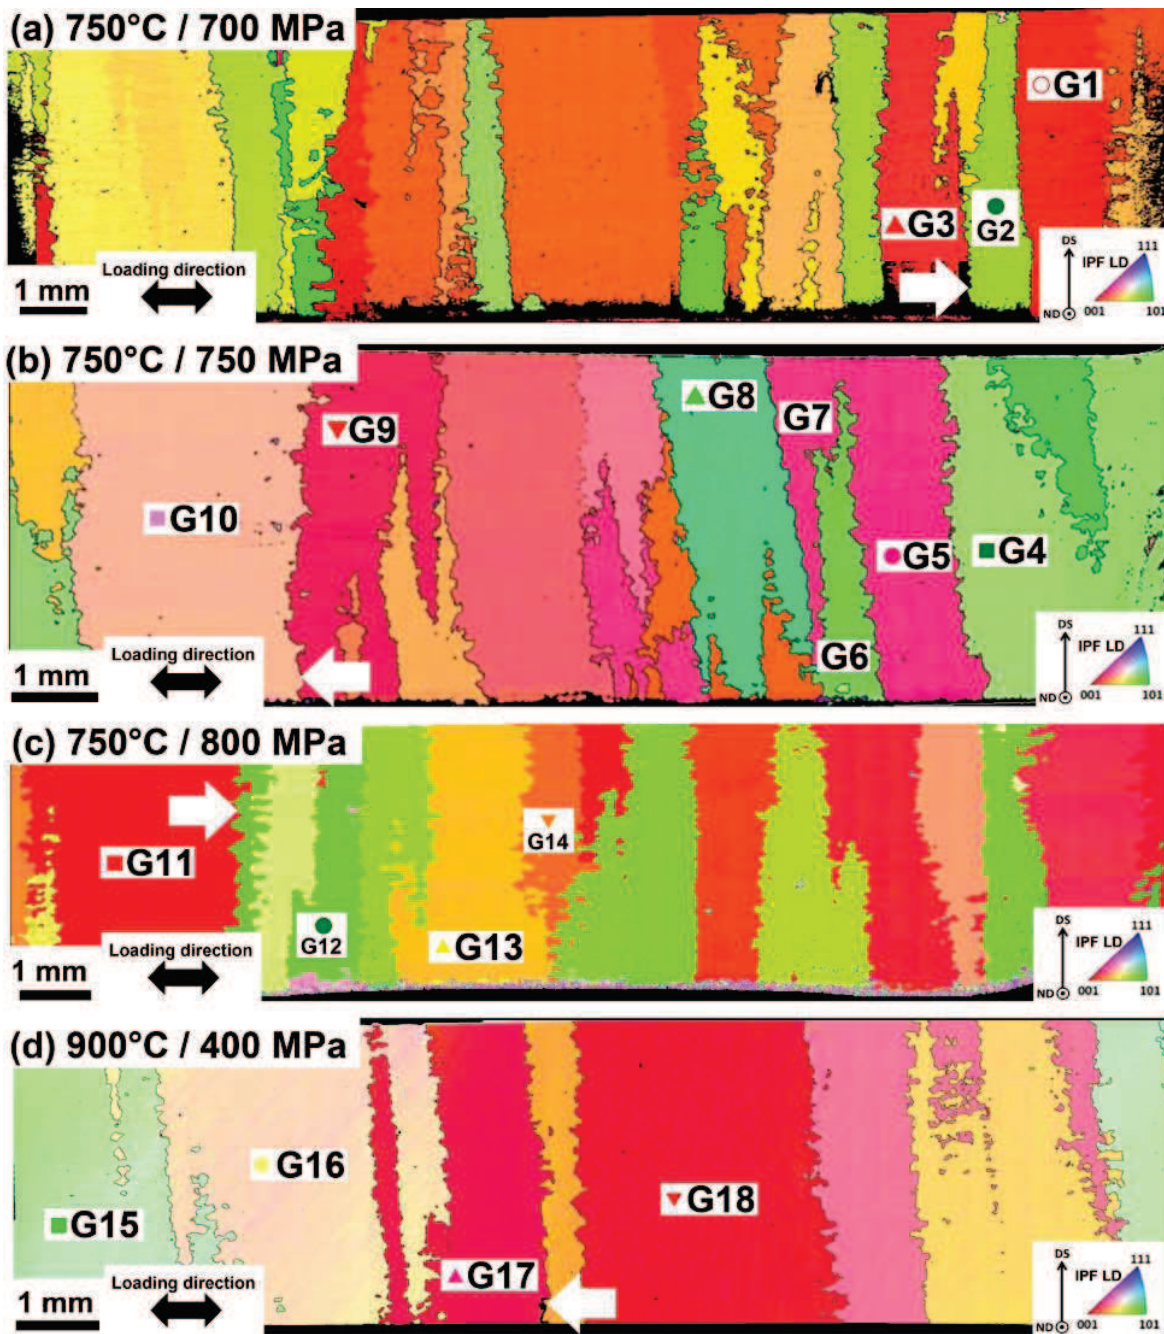 (a) 750°C / 700 MPa
G1
G3
G2
Loading direction
1 mm
DS
ND
IPF LD
111
001
101
(b) 750°C / 750 MPa
G8
G7
G9
G10
G5
G4
G6
Loading direction
1 mm
DS
ND
IPF LD
111
001
101
(c) 750°C / 800 MPa
G14
G11
G12
G13
Loading direction
1 mm
DS
ND
IPF LD
111
001
101
(d) 900°C / 400 MPa
G16
G18
G15
G17
Loading direction
1 mm
DS
ND
IPF LD
111
001
101